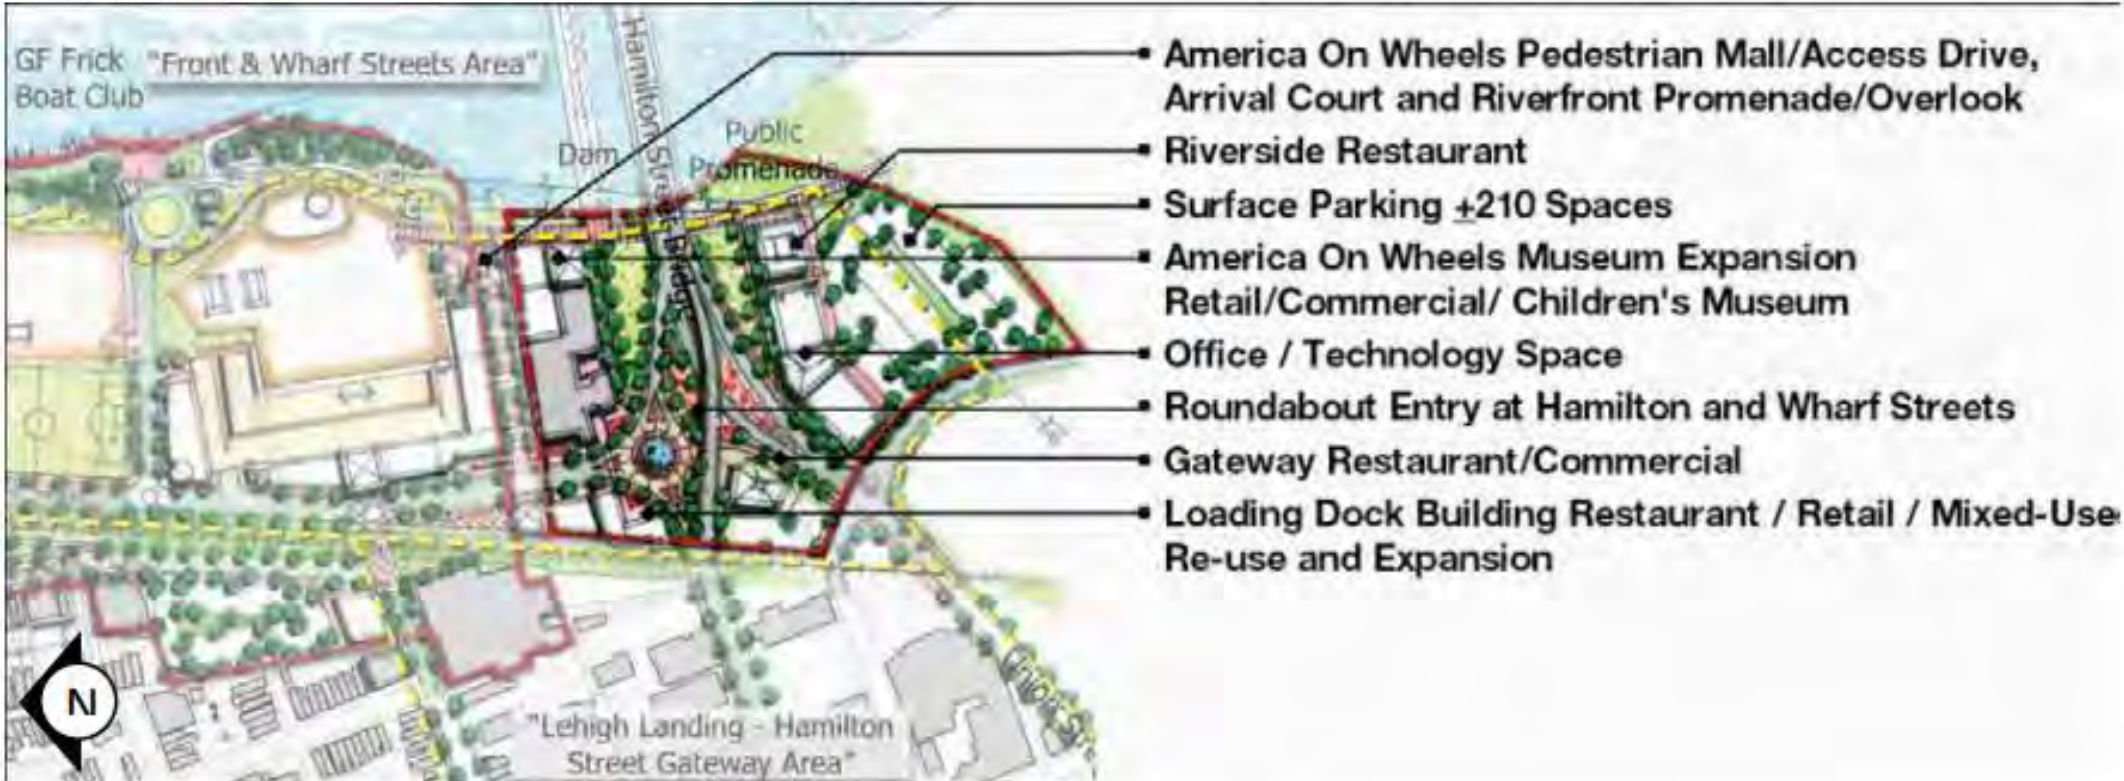 GF Frick
Boat Club
"Front & Wharf Streets Area"
Hamilton Street
Bridge
Dam
Public
Promenade
America On Wheels Pedestrian Mall/Access Drive,
Arrival Court and Riverfront Promenade/Overlook
Riverside Restaurant
Surface Parking ±210 Spaces
America On Wheels Museum Expansion
Retail/Commercial/ Children's Museum
Office / Technology Space
Roundabout Entry at Hamilton and Wharf Streets
Gateway Restaurant/Commercial
Loading Dock Building Restaurant / Retail / Mixed-Use
Re-use and Expansion
N
"Lehigh Landing - Hamilton
Street Gateway Area"
Union St